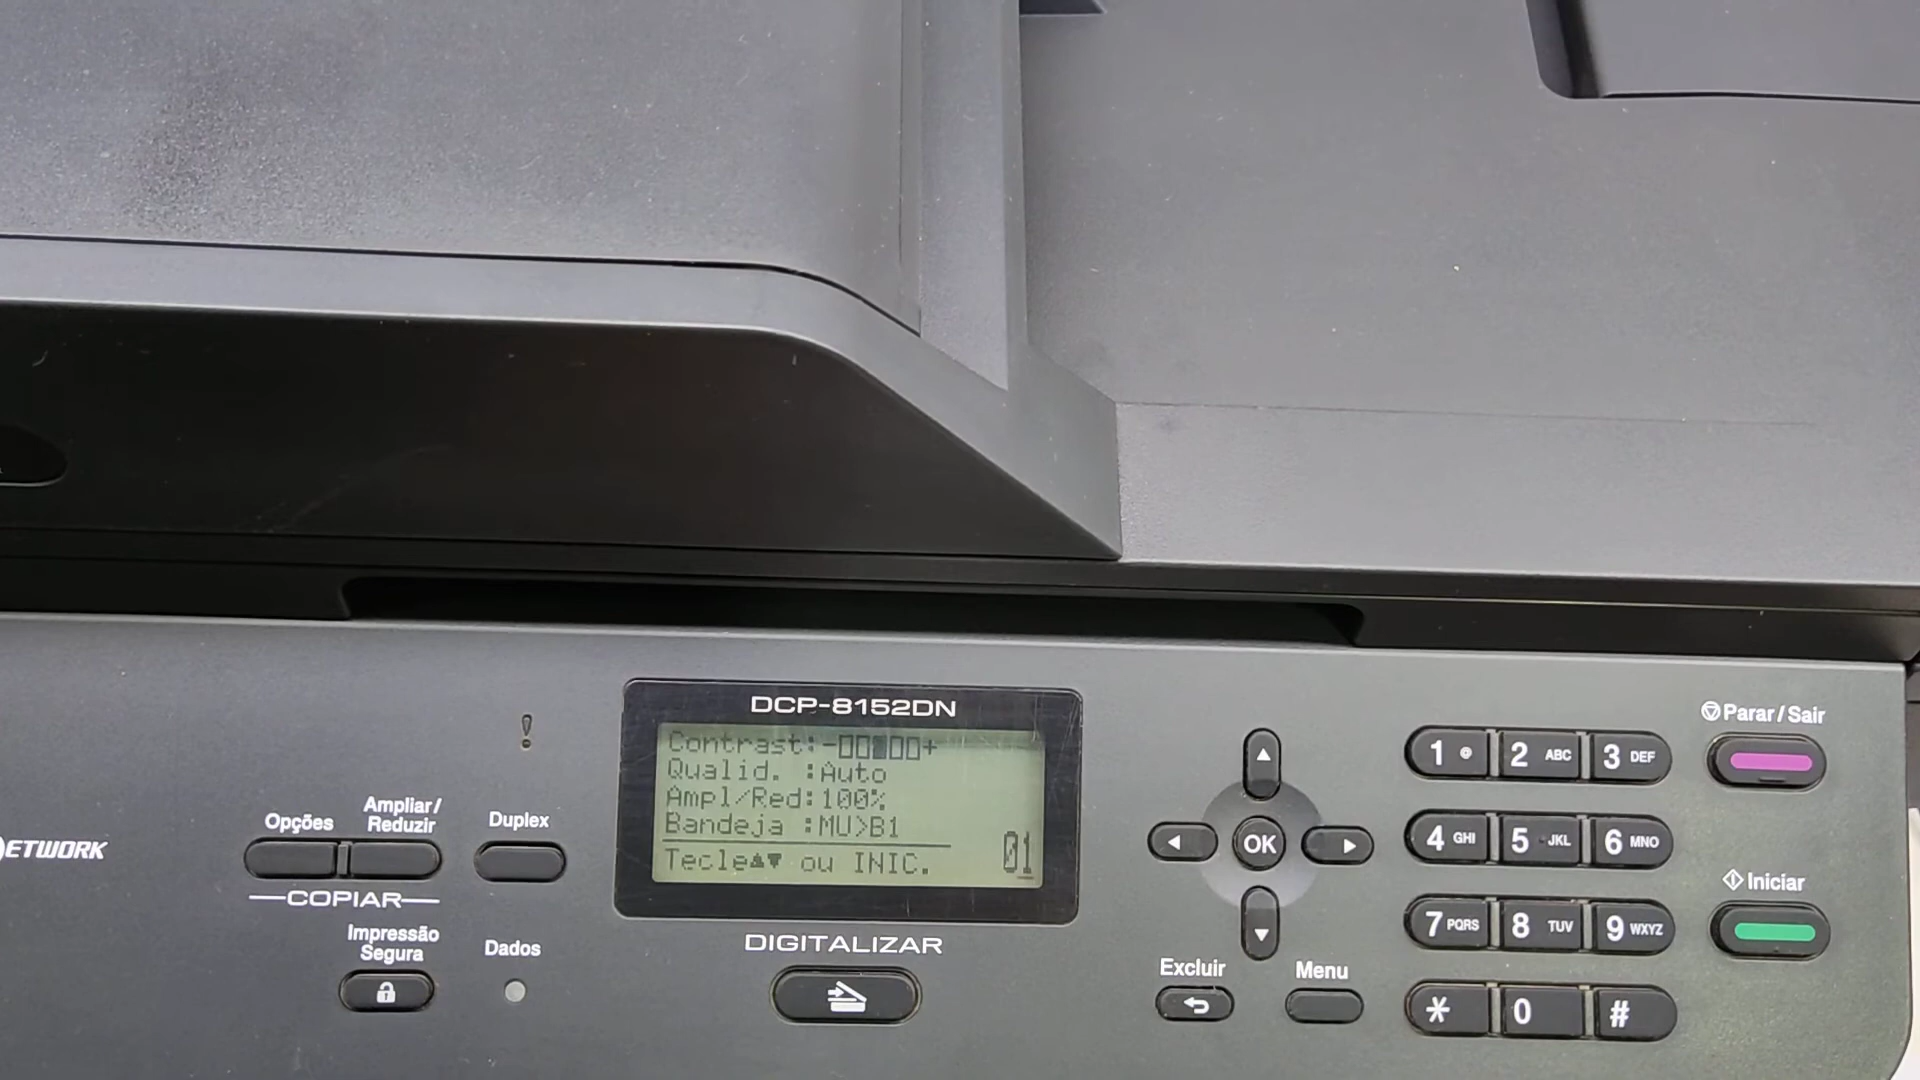 DCP-8152DN
Contrast:-□□■□□+
Qualid. :Auto
Ampl/Red:100%
Bandeja :MU>B1
Tecle▲▼ ou INIC. 01
Opções
Ampliar/
Reduzir
Duplex
ETWORK
COPIAR
Impressão
Segura
Dados
DIGITALIZAR
OK
Excluir
Menu
1 @ 2 ABC 3 DEF
4 GHI 5 JKL 6 MNO
7 PQRS 8 TUV 9 WXYZ
* 0 #
Parar/Sair
Iniciar